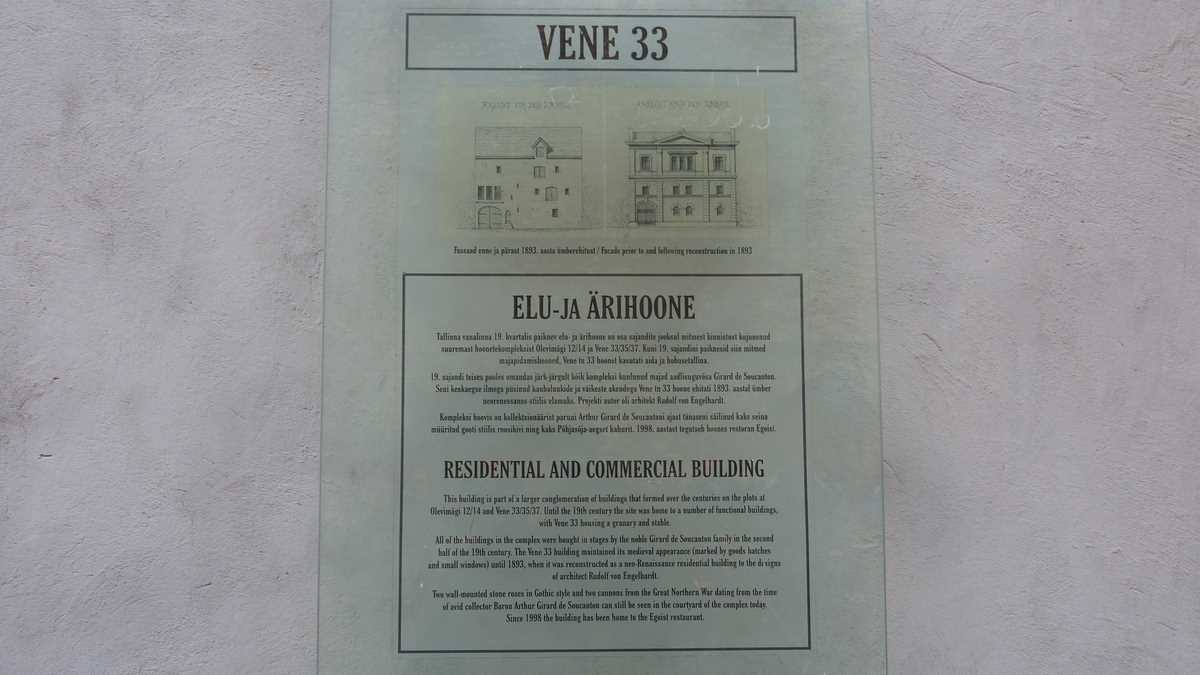 VENE 33
Fassaad enne ja pärast 1893. aasta ümberehitust / Facade prior to and following reconstruction in 1893
ELU-JA ÄRIHOONE
Tallinna vanalinna 19. kvartalis paiknev elu- ja ärihoone on osa sajandite jooksul mitmest kinnistust kujunenud
suuremast hoonetekompleksist Olevimägi 12/14 ja Vene 33/35/37. Kuni 19. sajandini paiknesid siin mitmed
majapidamishooned, Vene tn 33 hoonet kasutati aida ja hobusetallina.
19. sajandi teises pooles omandas järk-järgult kõik kompleksi kuulunud majad aadlisuguvõsa Girard de Soucanton.
Seni keskaegse ilmega püsinud kaubaluukide ja väikeste akendega Vene tn 33 hoone ehitati 1893. aastal ümber
neorenessanss-stiilis elamuks. Projekti autor oli arhitekt Rudolf von Engelhardt.
Kompleksi hoovis on kollektsionäärist paruni Arthur Girard de Soucantoni ajast tänaseni säilinud kaks seina
müüritud gooti stiilis roosikivi ning kaks Põhjasõja-aegset kahurit. 1998. aastast tegutseb hoones restoran Egoist.
RESIDENTIAL AND COMMERCIAL BUILDING
This building is part of a larger conglomeration of buildings that formed over the centuries on the plots at
Olevimägi 12/14 and Vene 33/35/37. Until the 19th century the site was home to a number of functional buildings,
with Vene 33 housing a granary and stable.
All of the buildings in the complex were bought in stages by the noble Girard de Soucanton family in the second
half of the 19th century. The Vene 33 building maintained its medieval appearance (marked by goods hatches
and small windows) until 1893, when it was reconstructed as a neo-Renaissance residential building to the designs
of architect Rudolf von Engelhardt.
Two wall-mounted stone roses in Gothic style and two cannons from the Great Northern War dating from the time
of avid collector Baron Arthur Girard de Soucanton can still be seen in the courtyard of the complex today.
Since 1998 the building has been home to the Egoist restaurant.